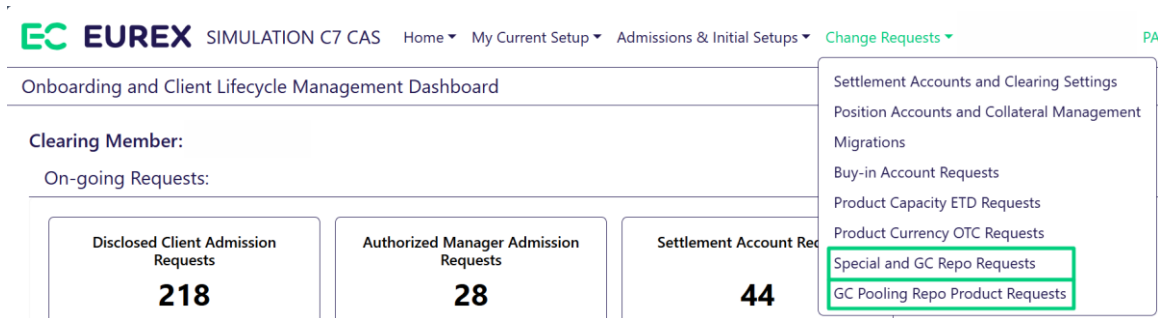 EC EUREX SIMULATION C7 CAS Home My Current Setup Admissions & Initial Setups Change Requests PA
Onboarding and Client Lifecycle Management Dashboard
Clearing Member:
On-going Requests:
Disclosed Client Admission
Requests
218
Authorized Manager Admission
Requests
28
Settlement Account Req
44
Settlement Accounts and Clearing Settings
Position Accounts and Collateral Management
Migrations
Buy-in Account Requests
Product Capacity ETD Requests
Product Currency OTC Requests
Special and GC Repo Requests
GC Pooling Repo Product Requests